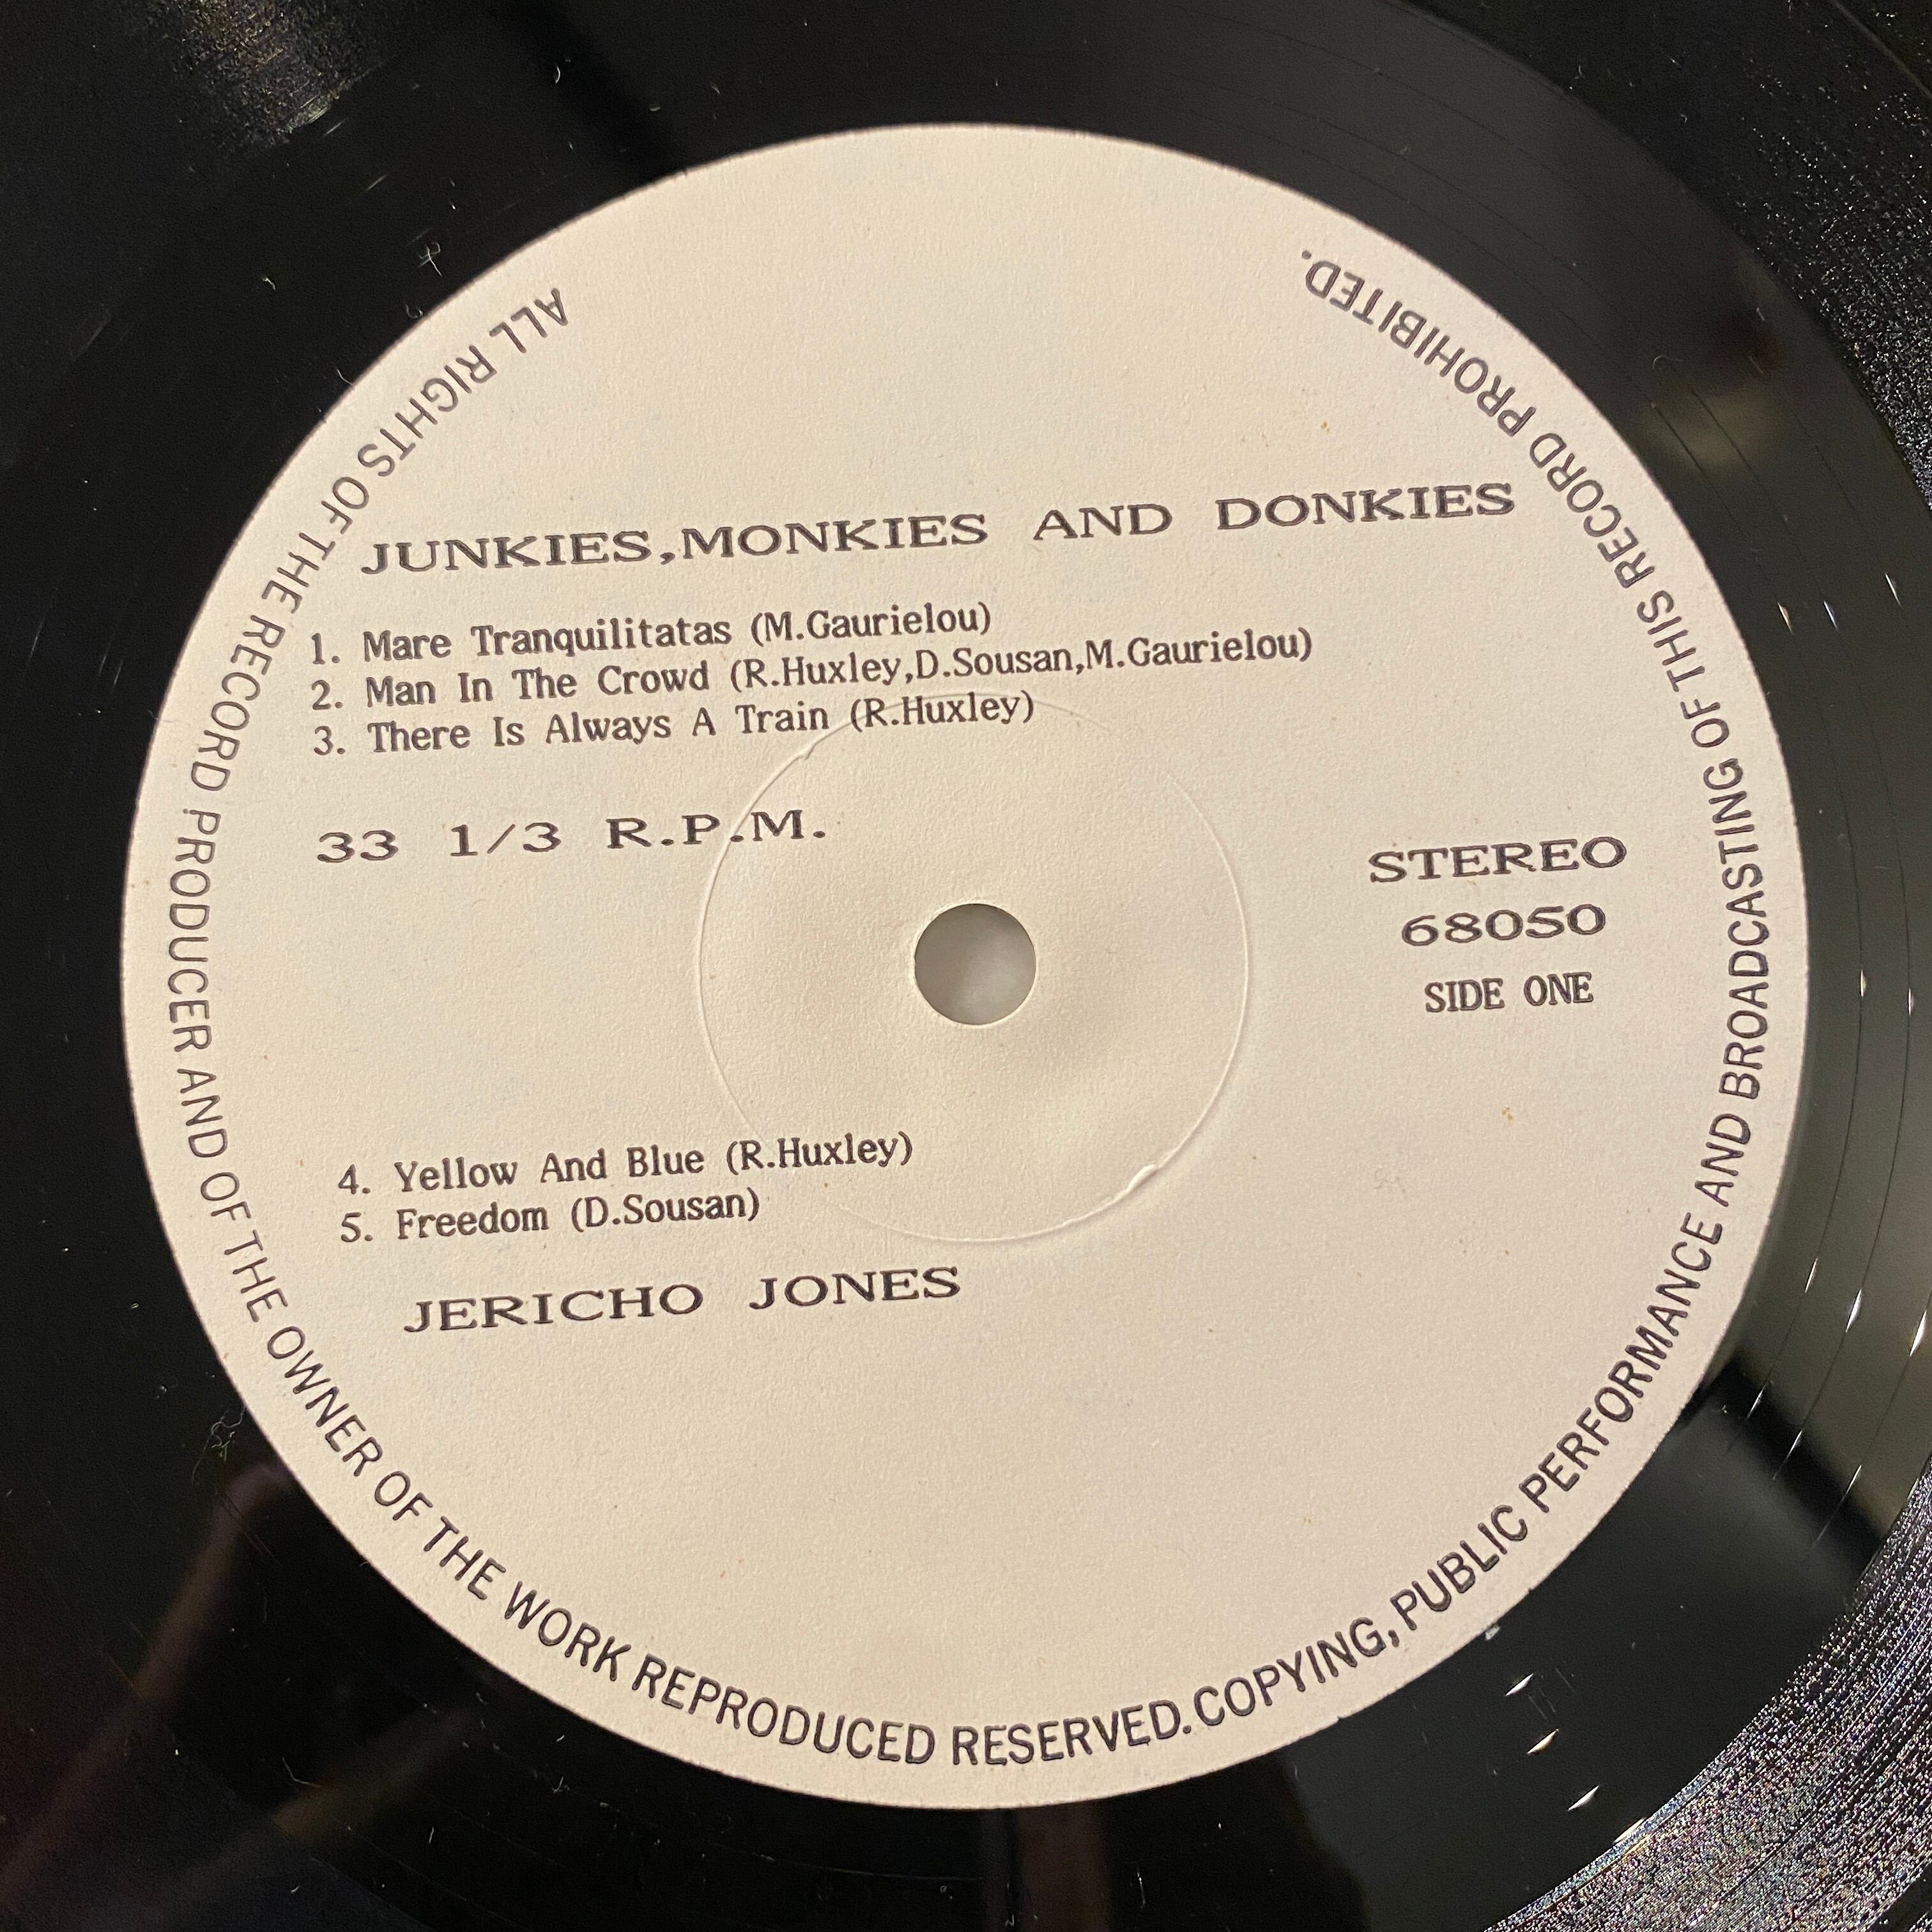 JUNKIES,MONKIES AND DONKIES
1. Mare Tranquilitatas (M.Gaurielou)
2. Man In The Crowd (R.Huxley,D.Sousan,M.Gaurielou)
3. There Is Always A Train (R.Huxley)
33 1/3 R.P.M.
STEREO
68050
SIDE ONE
4. Yellow And Blue (R.Huxley)
5. Freedom (D.Sousan)
JERICHO JONES
ALL RIGHTS OF THE RECORD PRODUCER AND OF THE OWNER OF THE WORK REPRODUCED RESERVED. COPYING, PUBLIC PERFORMANCE AND BROADCASTING OF THIS RECORD PROHIBITED.